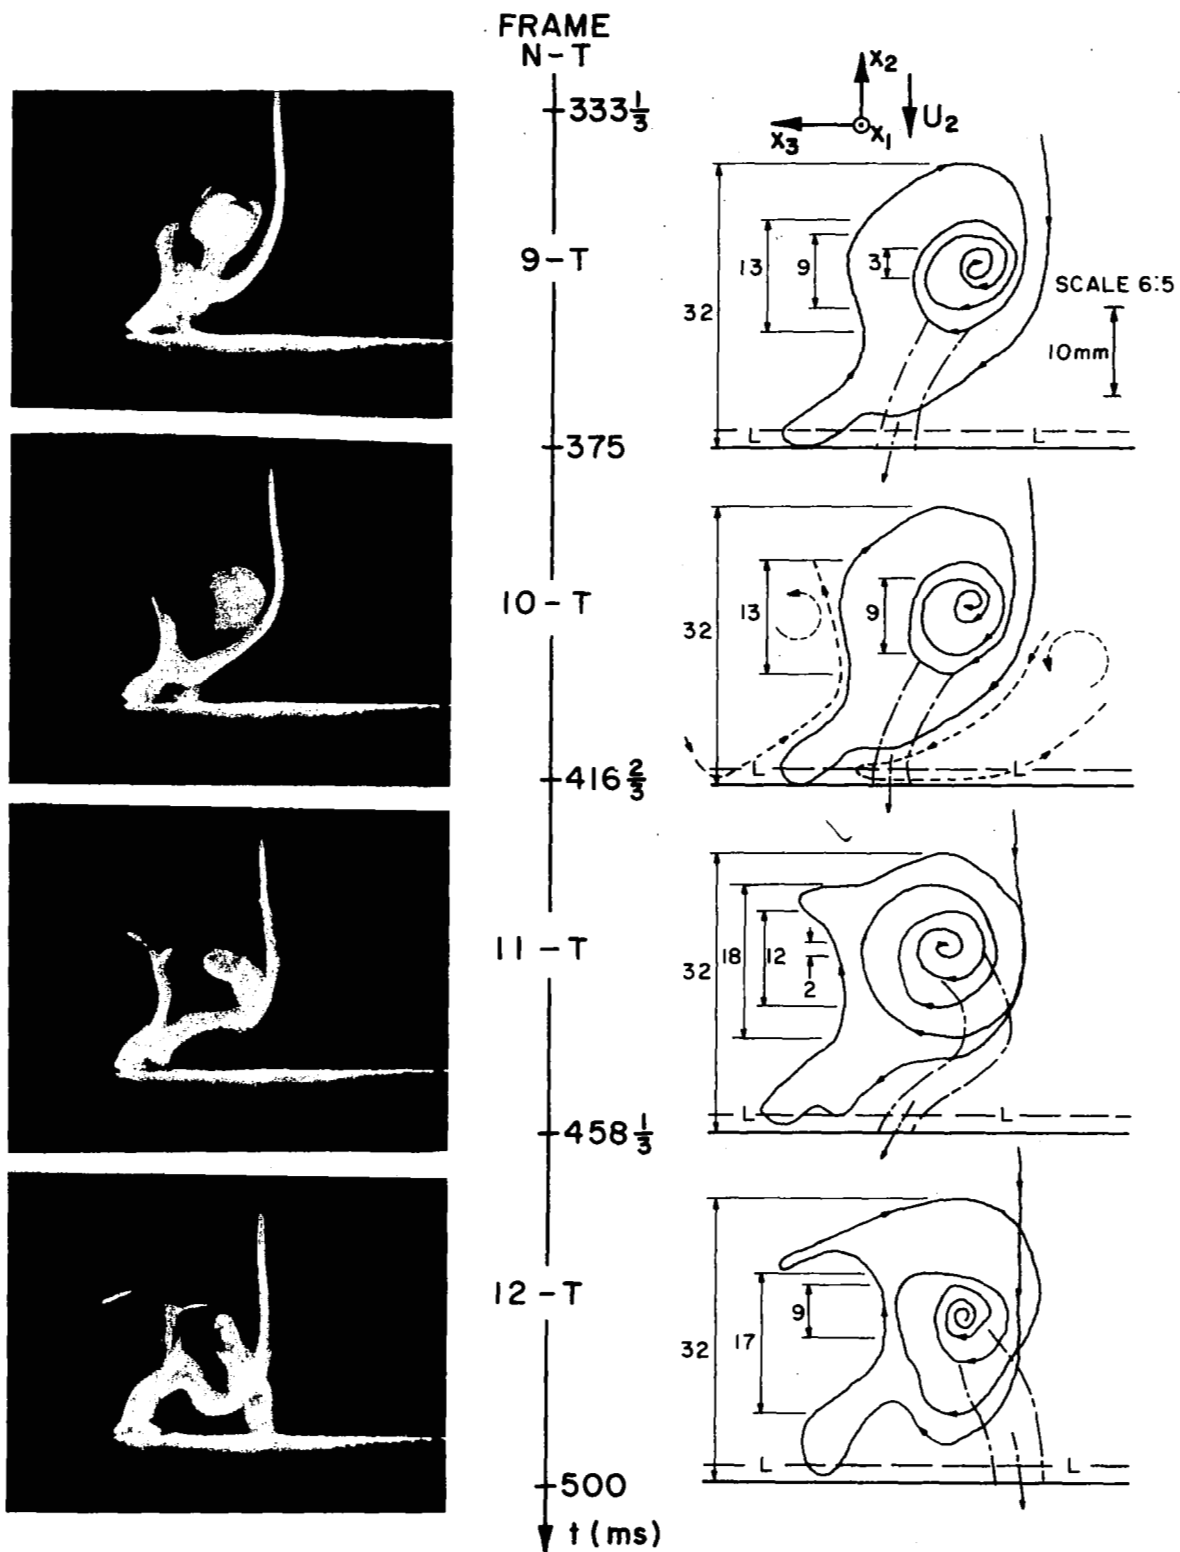 FRAME
N-T
333 1/3
9-T
375
10-T
416 2/3
11-T
458 1/3
12-T
500
t (ms)
X2
X3
X1
U2
13
9
3
SCALE 6:5
32
10mm
L
L
13
9
32
L
L
18
12
32
2
L
L
9
17
32
L
L